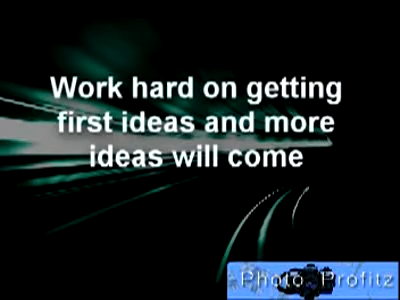 Work hard on getting
first ideas and more
ideas will come
Photo Profitz